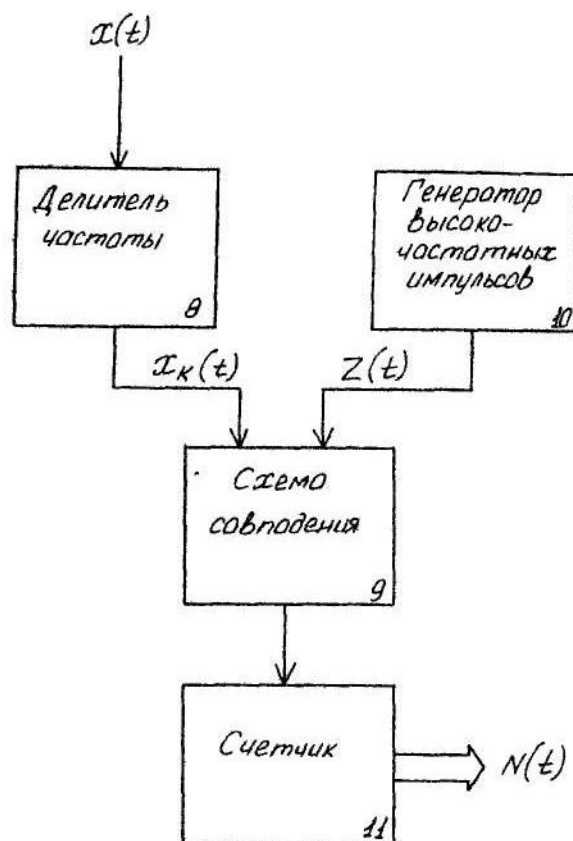 x(t)
Делитель
частоты
8
Генератор
высоко-
частотных
импульсов
10
xк(t)
Z(t)
Схема
совпадения
9
Счетчик
11
N(t)